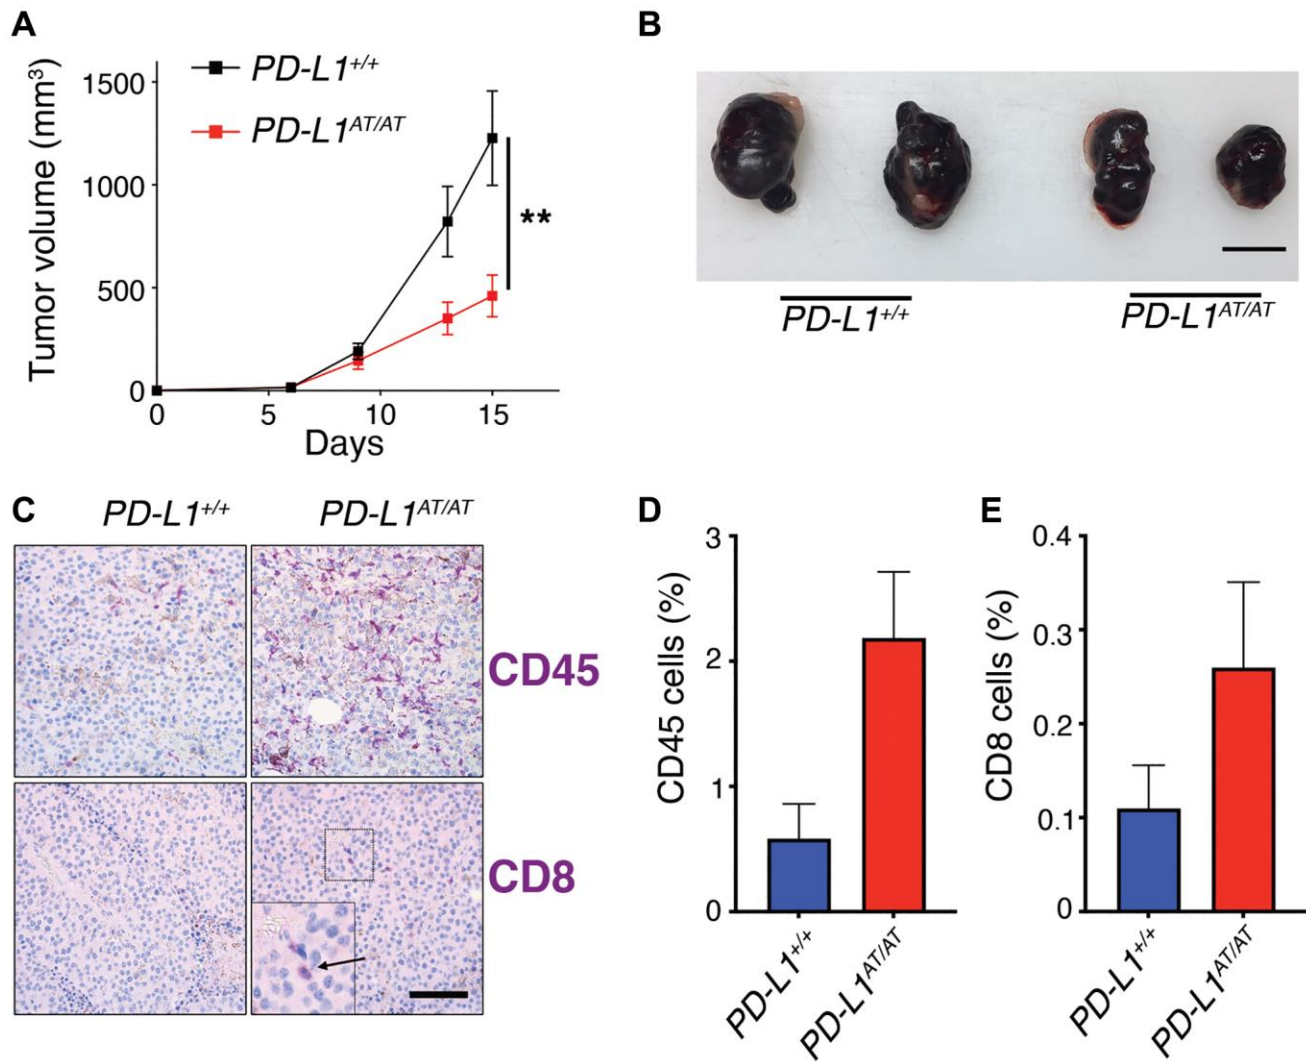 A
Tumor volume (mm³)
1500
1000
500
0
0 5 10 15
Days
PD-L1+/+
PD-L1AT/AT
**
B
PD-L1+/+ PD-L1AT/AT
C
PD-L1+/+ PD-L1AT/AT
CD45
CD8
D
CD45 cells (%)
3
2
1
0
PD-L1+/+ PD-L1AT/AT
E
CD8 cells (%)
0.4
0.3
0.2
0.1
0
PD-L1+/+ PD-L1AT/AT